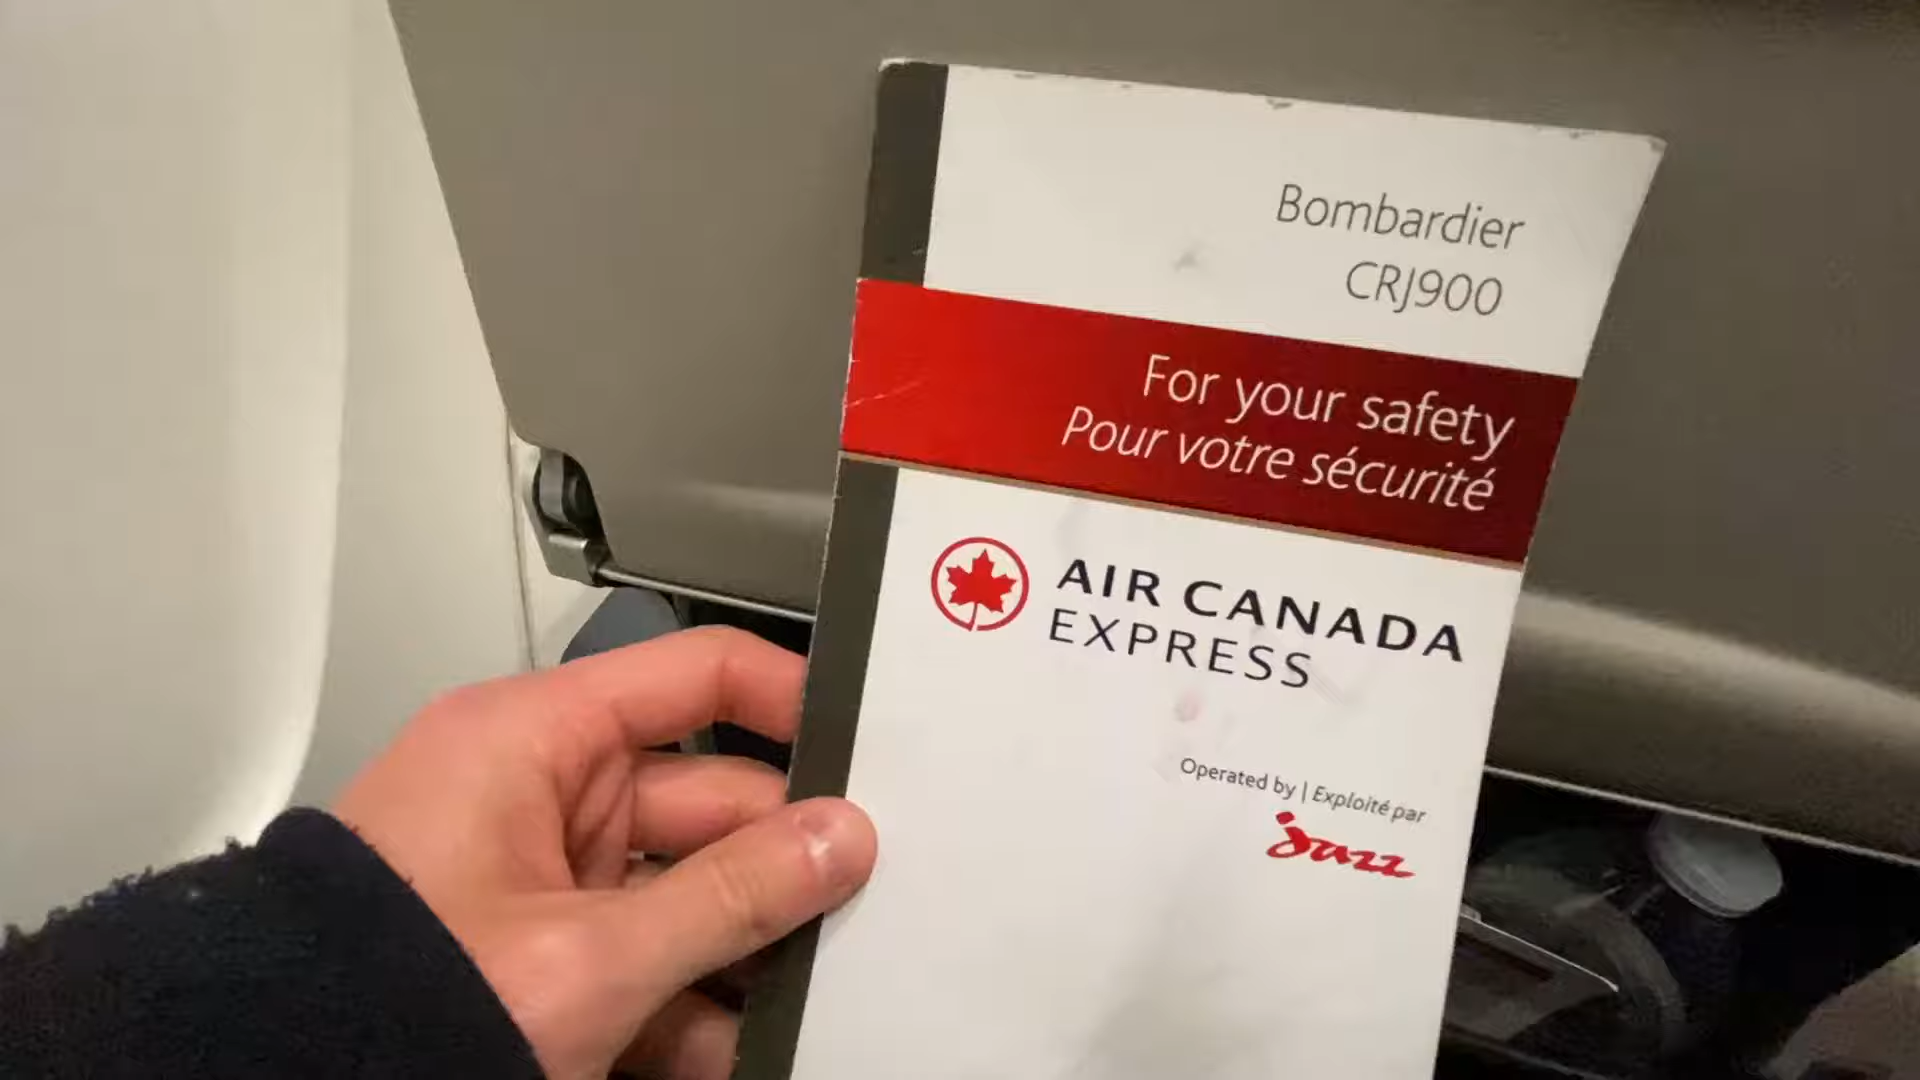 Bombardier
CRJ900
For your safety
Pour votre sécurité
AIR CANADA
EXPRESS
Operated by | Exploité par
Jazz